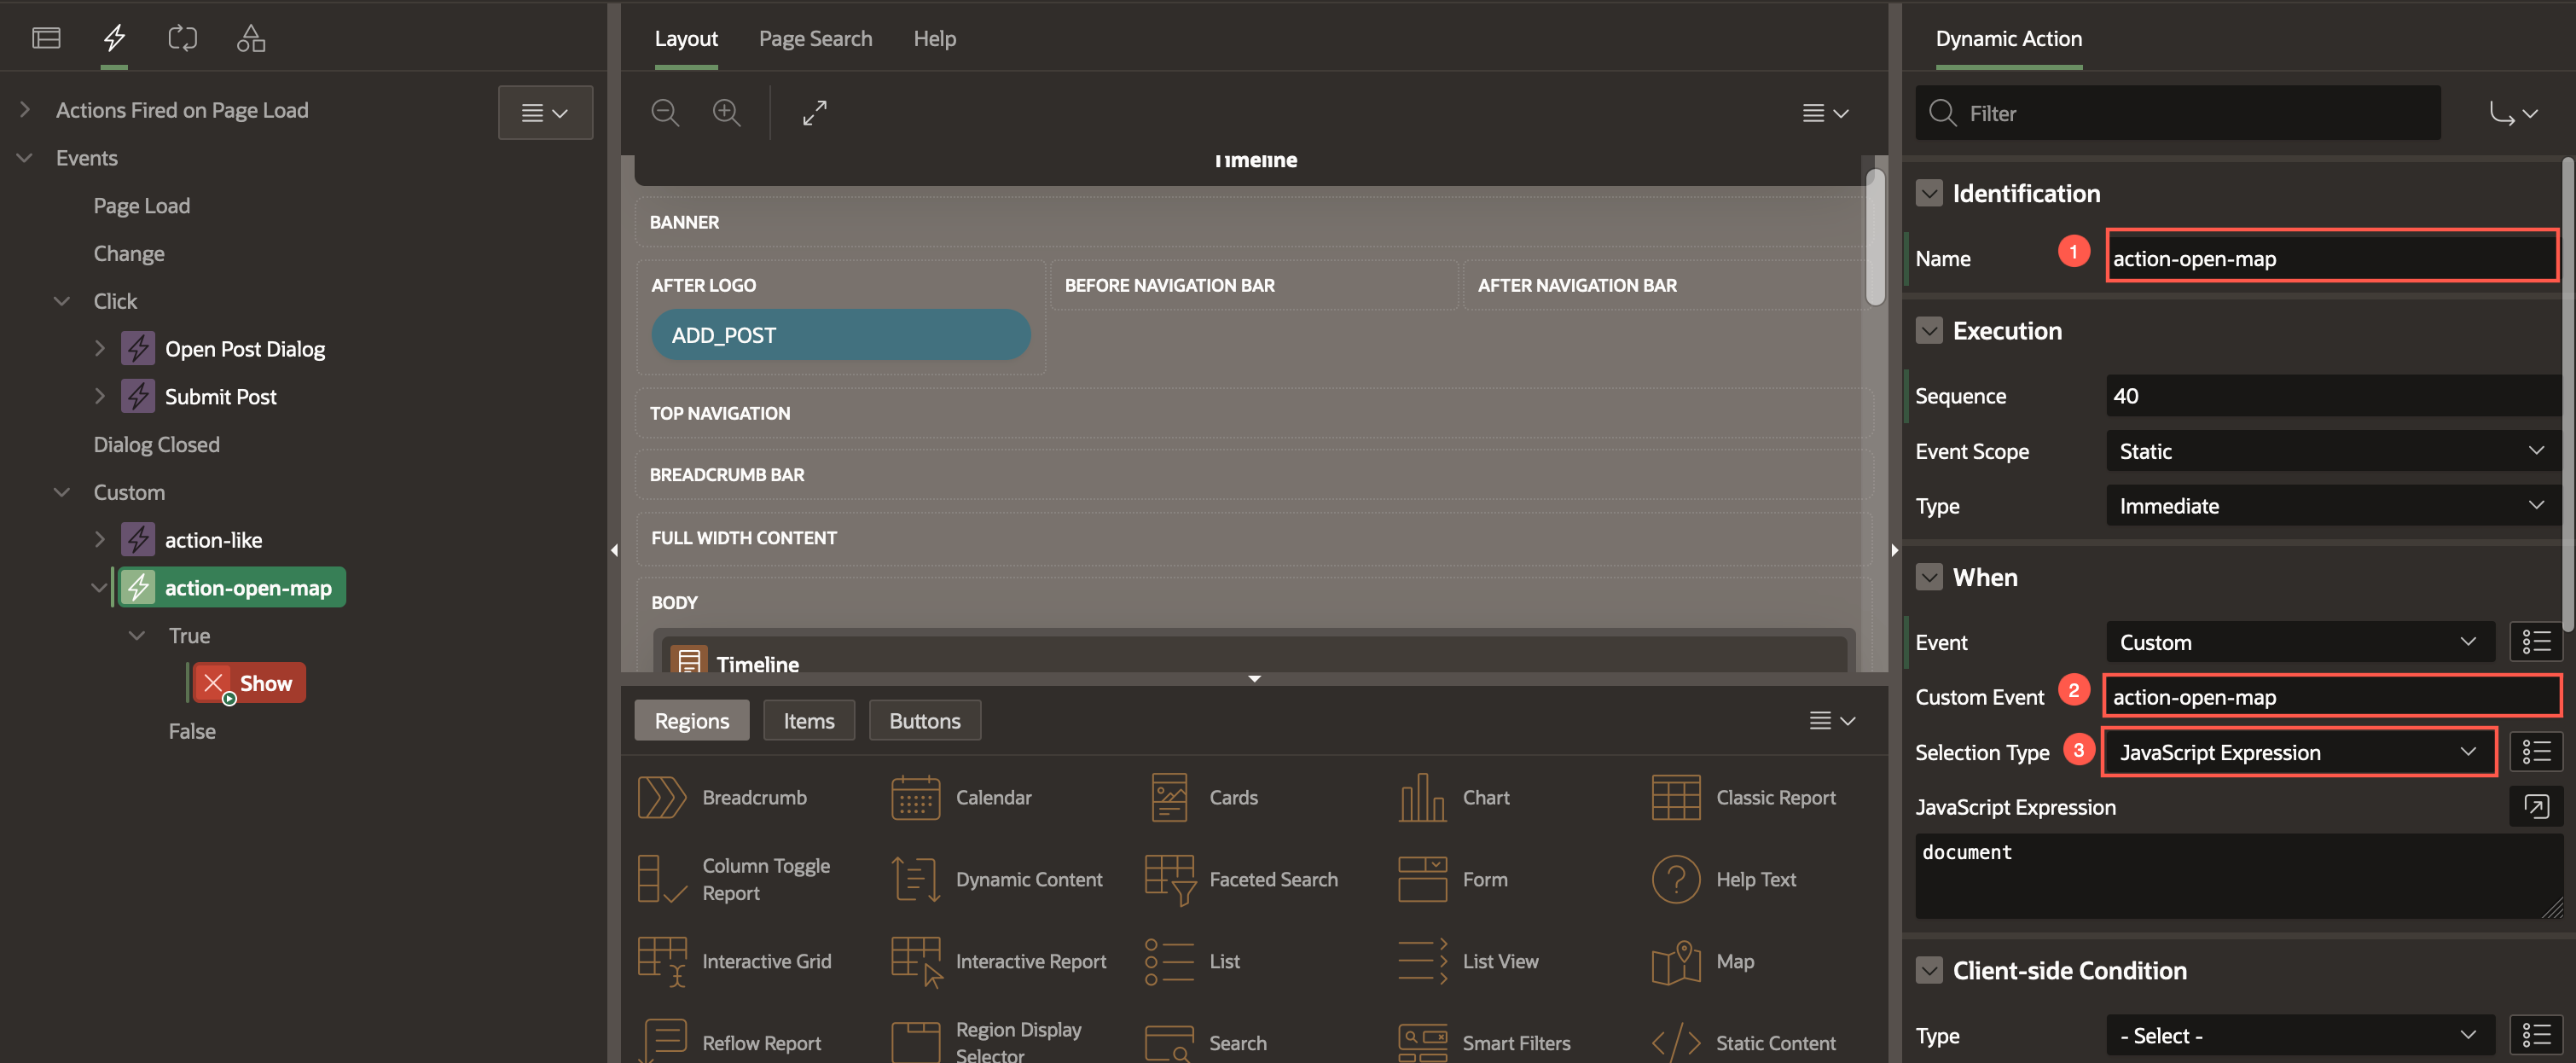 Actions Fired on Page Load
Events
Page Load
Change
Click
Open Post Dialog
Submit Post
Dialog Closed
Custom
action-like
action-open-map
True
Show
False
Layout
Page Search
Help
Timeline
BANNER
AFTER LOGO
BEFORE NAVIGATION BAR
AFTER NAVIGATION BAR
ADD_POST
TOP NAVIGATION
BREADCRUMB BAR
FULL WIDTH CONTENT
BODY
Timeline
Regions
Items
Buttons
Breadcrumb
Calendar
Cards
Chart
Classic Report
Column Toggle
Report
Dynamic Content
Faceted Search
Form
Help Text
Interactive Grid
Interactive Report
List
List View
Map
Reflow Report
Region Display
Selector
Search
Smart Filters
Static Content
Dynamic Action
Filter
Identification
Name
1
action-open-map
Execution
Sequence
40
Event Scope
Static
Type
Immediate
When
Event
Custom
Custom Event
2
action-open-map
Selection Type
3
JavaScript Expression
JavaScript Expression
document
Client-side Condition
Type
- Select -